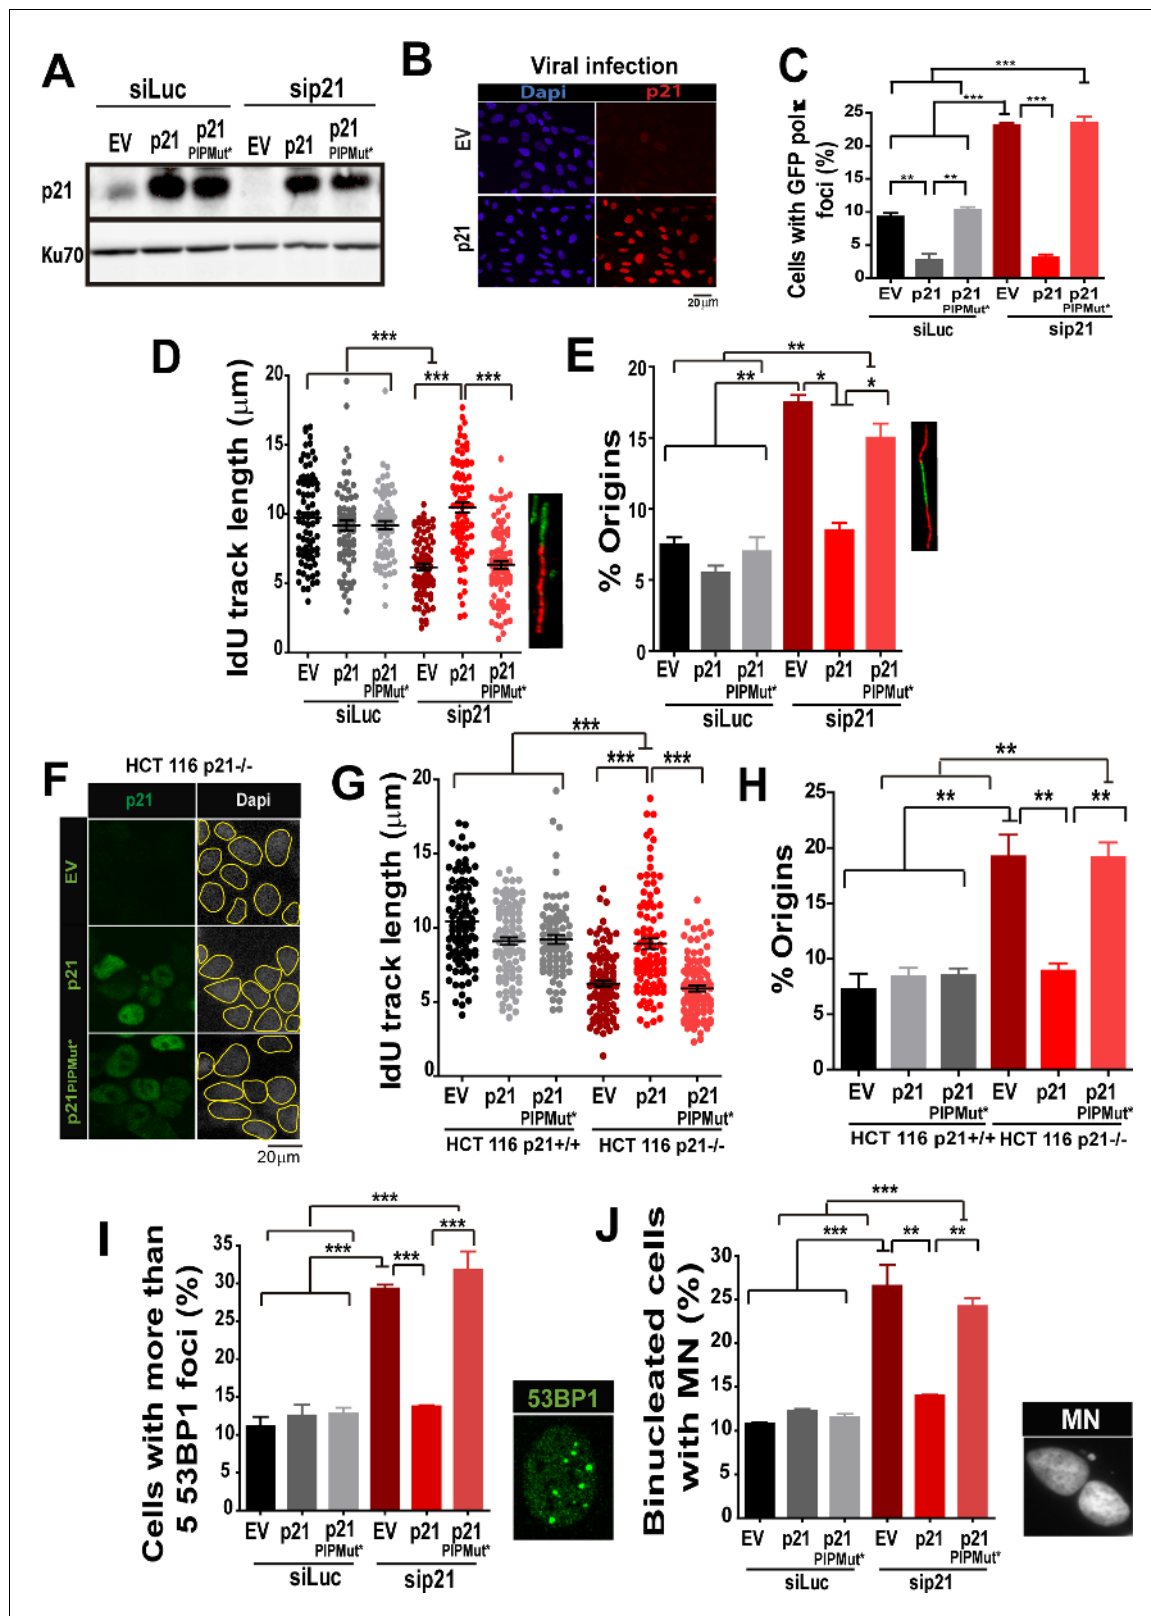 A
siLuc
sip21
EV
p21
p21
PIPMut*
EV
p21
p21
PIPMut*
p21
Ku70
B
Viral infection
Dapi
p21
EV
p21
20 µm
C
Cells with GFP polκ
foci (%)
25
20
15
10
5
0
***
***
***
**
**
EV
p21
p21
PIPMut*
EV
p21
p21
PIPMut*
siLuc
sip21
D
IdU track length (µm)
20
15
10
5
0
***
***
***
EV
p21
p21
PIPMut*
EV
p21
p21
PIPMut*
siLuc
sip21
E
% Origins
20
15
10
5
0
**
**
*
*
EV
p21
p21
PIPMut*
EV
p21
p21
PIPMut*
siLuc
sip21
F
HCT 116 p21-/-
p21
Dapi
EV
p21
p21PIPMut*
20µm
G
IdU track length (µm)
20
15
10
5
0
***
***
***
EV
p21
p21
PIPMut*
EV
p21
p21
PIPMut*
HCT 116 p21+/+
HCT 116 p21-/-
H
% Origins
25
20
15
10
5
0
**
**
**
**
EV
p21
p21
PIPMut*
EV
p21
p21
PIPMut*
HCT 116 p21+/+
HCT 116 p21-/-
I
Cells with more than
5 53BP1 foci (%)
35
30
25
20
15
10
5
0
***
***
***
***
EV
p21
p21
PIPMut*
EV
p21
p21
PIPMut*
siLuc
sip21
53BP1
J
Binucleated cells
with MN (%)
30
25
20
15
10
5
0
***
***
**
**
EV
p21
p21
PIPMut*
EV
p21
p21
PIPMut*
siLuc
sip21
MN